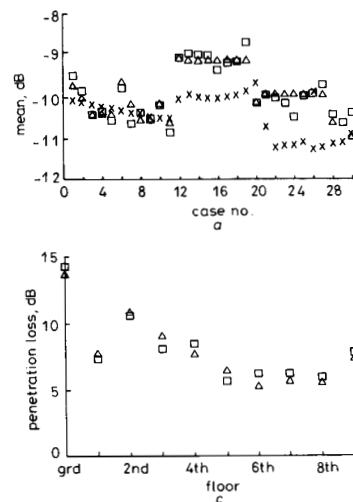 -8
-9
-10
-11
-12
mean, dB
0 4 8 12 16 20 24 28
case no.
a
15
10
5
0
penetration loss, dB
grd 2nd 4th 6th 8th
floor
c